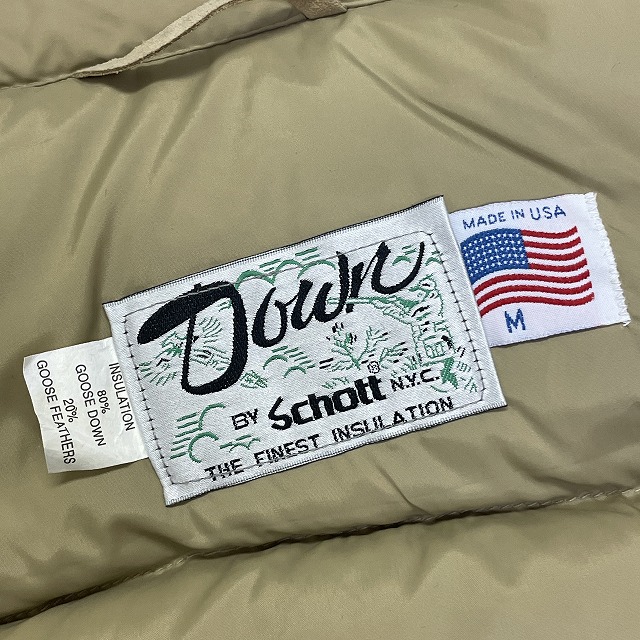 Down
BY Schott® N.Y.C.
THE FINEST INSULATION
MADE IN USA
M
INSULATION
80%
GOOSE DOWN
20%
GOOSE FEATHERS